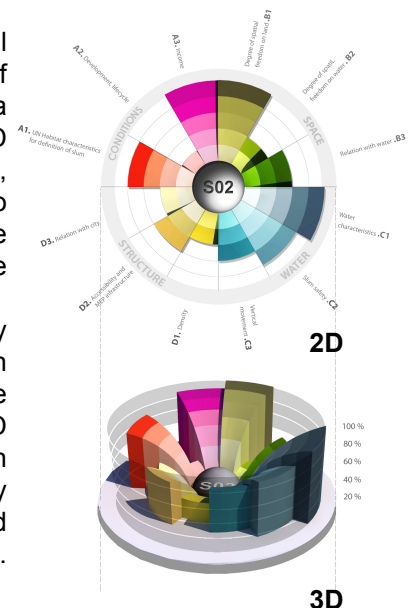 A3. Income
Degree of spatial
freedom on land .B1
A2. Development lifecycle
Degree of spatil
freedom on water .B2
A1. UN Habitat characteristics
for definition of slum
CONDITIONS
SPACE
Relation with water .B3
S02
D3. Relation with city
Water
characteristics .C1
STRUCTURE
WATER
D2. Accessibility and
MEP infrastructure
Slum safety .C2
D1. Density
Vertical
movement .C3
2D
100 %
80 %
60 %
40 %
20 %
S02
3D